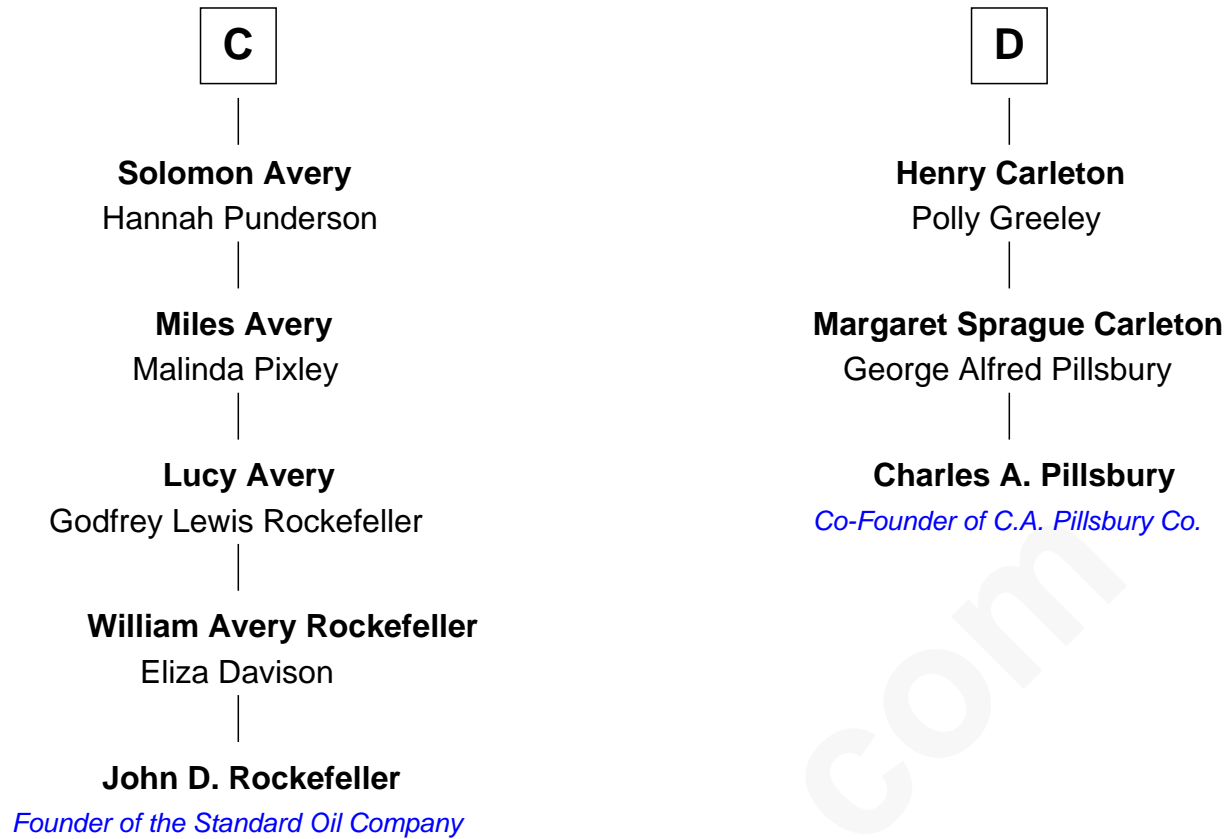 C
Solomon Avery
Hannah Punderson
Miles Avery
Malinda Pixley
Lucy Avery
Godfrey Lewis Rockefeller
William Avery Rockefeller
Eliza Davison
John D. Rockefeller
Founder of the Standard Oil Company
D
Henry Carleton
Polly Greeley
Margaret Sprague Carleton
George Alfred Pillsbury
Charles A. Pillsbury
Co-Founder of C.A. Pillsbury Co.
com